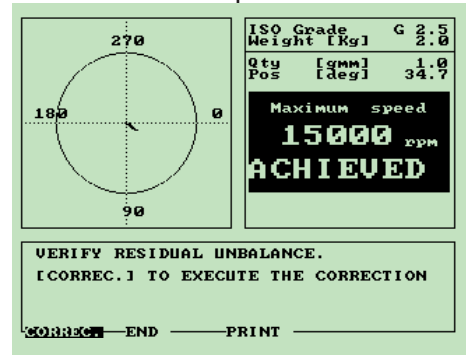 270
180
0
90
ISO Grade G 2.5
Weight [Kg] 2.0
Qty [gmm] 1.0
Pos [deg] 34.7
Maximum speed
15000 rpm
ACHIEVED
VERIFY RESIDUAL UNBALANCE.
[CORREC.] TO EXECUTE THE CORRECTION
CORREC. END PRINT